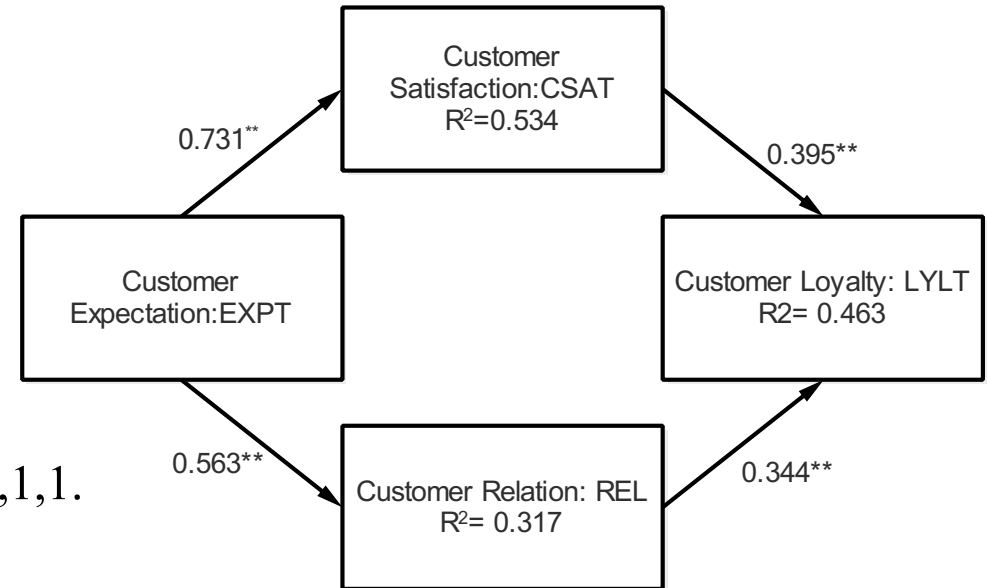 Customer
Satisfaction:CSAT
R²=0.534
0.731**
0.395**
Customer
Expectation:EXPT
Customer Loyalty: LYLT
R2= 0.463
0.563**
0.344**
,1,1.
Customer Relation: REL
R²= 0.317